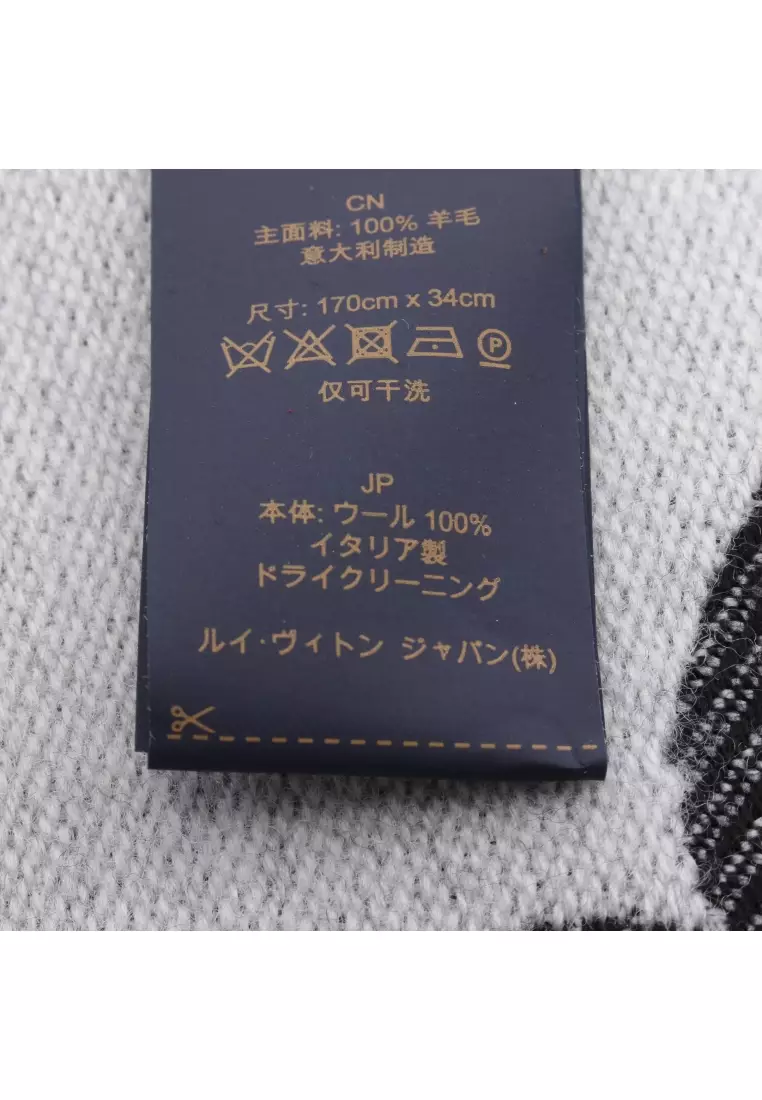 CN
主面料: 100% 羊毛
意大利制造
尺寸: 170cm x 34cm
P
仅可干洗
JP
本体: ウール 100%
イタリア製
ドライクリーニング
ルイ・ヴィトン ジャパン(株)